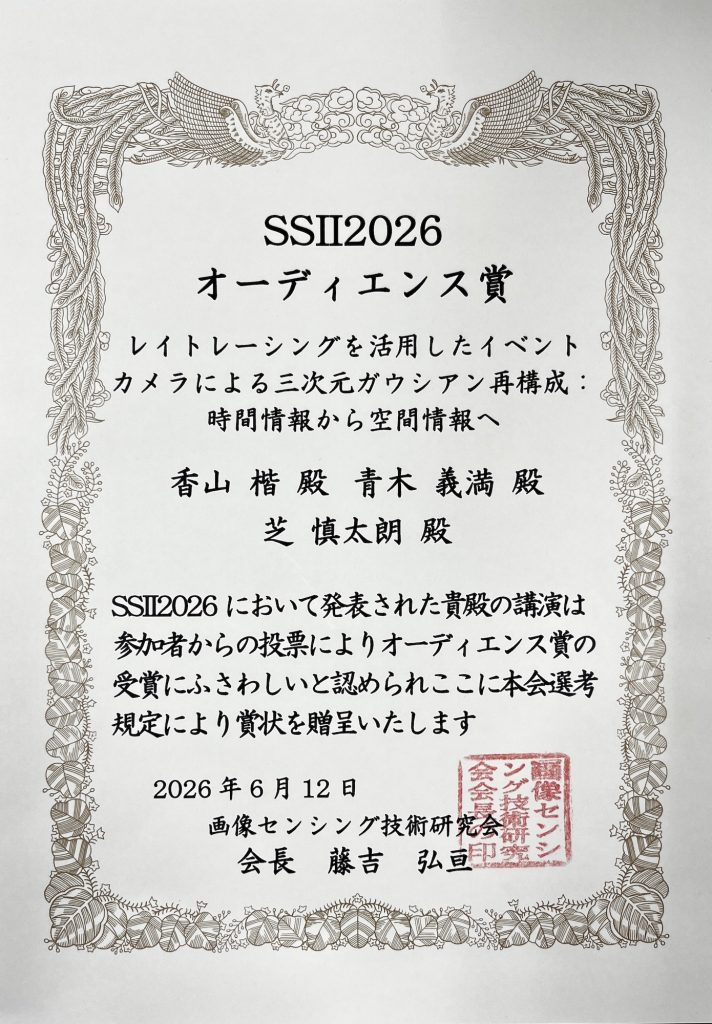 SSII2026
オーディエンス賞
レイトレーシングを活用したイベント
カメラによる三次元ガウシアン再構成：
時間情報から空間情報へ
香山 楷 殿 青木 義満 殿
芝 慎太朗 殿
SSII2026 において発表された貴殿の講演は
参加者からの投票によりオーディエンス賞の
受賞にふさわしいと認められここに本会選考
規定により賞状を贈呈いたします
2026 年 6 月 12 日
画像センシング技術研究会
会長 藤吉 弘亘
画像センシ
ング技術研究
会会長の印